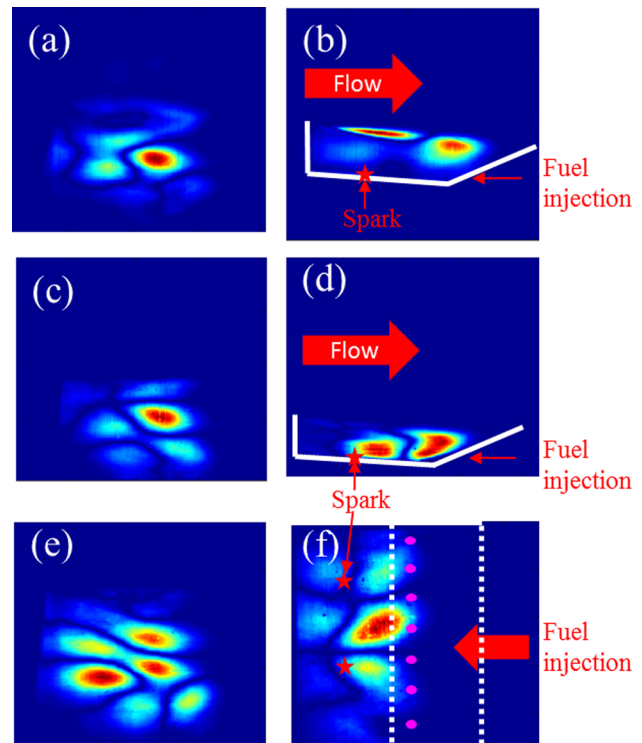 (a)
(b)
Flow
Fuel
injection
Spark
(c)
(d)
Flow
Fuel
injection
Spark
(e)
(f)
Fuel
injection